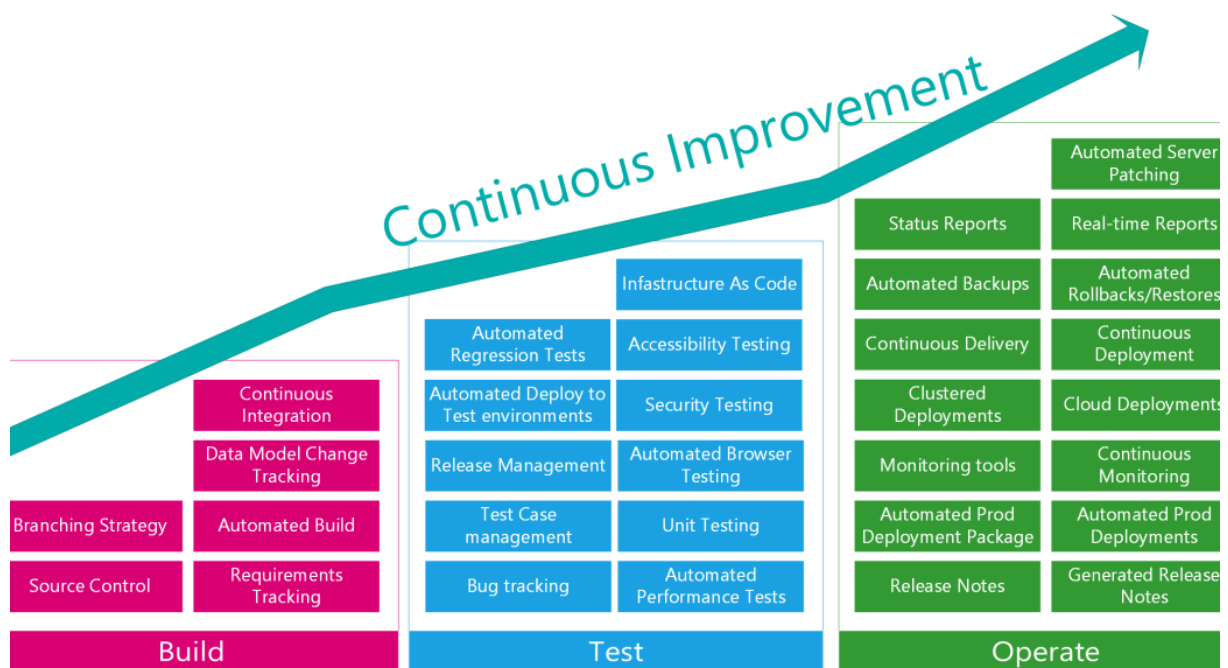 Continuous Improvement
Continuous
Integration
Data Model Change
Tracking
Branching Strategy
Automated Build
Source Control
Requirements
Tracking
Build
Infastructure As Code
Automated
Regression Tests
Accessibility Testing
Automated Deploy to
Test environments
Security Testing
Release Management
Automated Browser
Testing
Test Case
management
Unit Testing
Bug tracking
Automated
Performance Tests
Test
Automated Server
Patching
Status Reports
Real-time Reports
Automated Backups
Automated
Rollbacks/Restores
Continuous Delivery
Continuous
Deployment
Clustered
Deployments
Cloud Deployments
Monitoring tools
Continuous
Monitoring
Automated Prod
Deployment Package
Automated Prod
Deployments
Release Notes
Generated Release
Notes
Operate